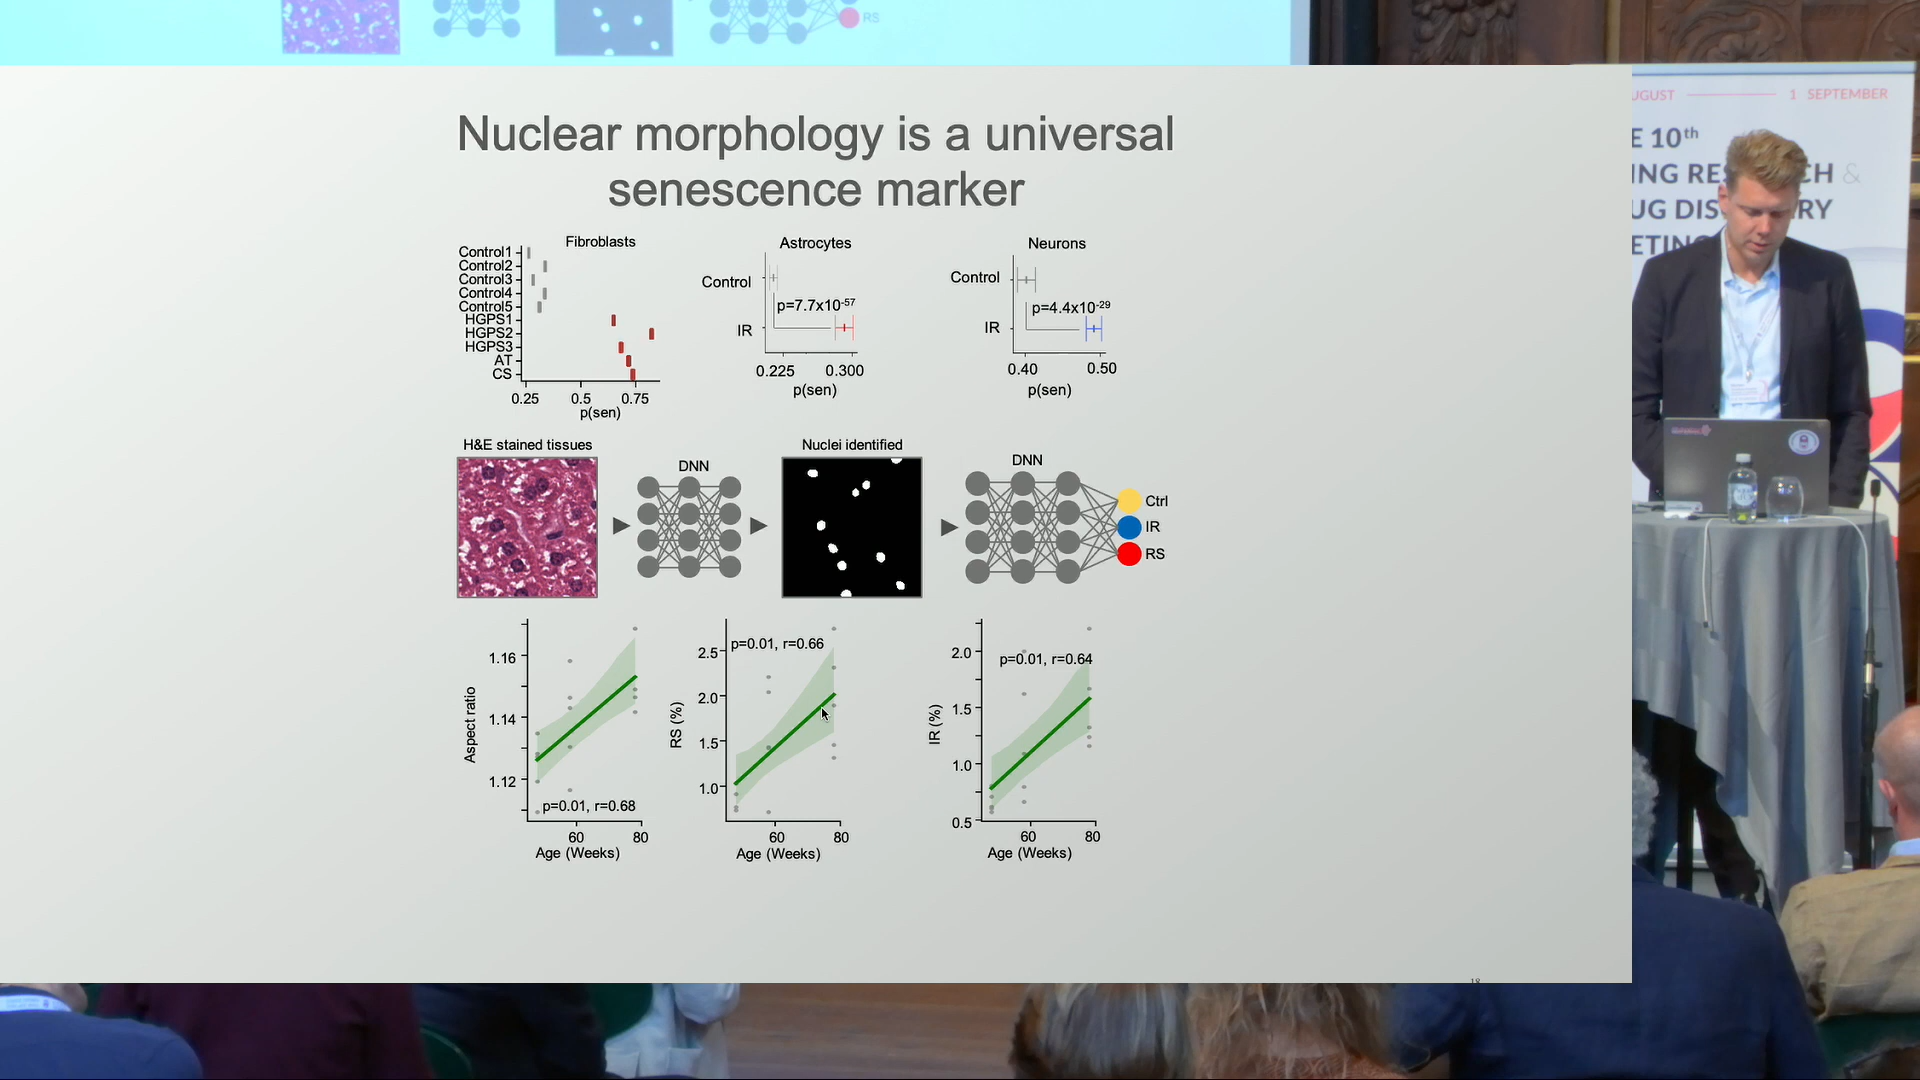 RS
Nuclear morphology is a universal
senescence marker
Fibroblasts
Control1
Control2
Control3
Control4
Control5
HGPS1
HGPS2
HGPS3
AT
CS
0.25 0.5 0.75
p(sen)
Astrocytes
Control
p=7.7x10-57
IR
0.225 0.300
p(sen)
Neurons
Control
p=4.4x10-29
IR
0.40 0.50
p(sen)
H&E stained tissues
DNN
Nuclei identified
DNN
Ctrl
IR
RS
Aspect ratio
1.16
1.14
1.12
p=0.01, r=0.68
60 80
Age (Weeks)
RS (%)
p=0.01, r=0.66
2.5
2.0
1.5
1.0
60 80
Age (Weeks)
IR (%)
p=0.01, r=0.64
2.0
1.5
1.0
0.5
60 80
Age (Weeks)
18
UGUST 1 SEPTEMBER
E 10th
ING RES CH &
UG DIS RY
ETING